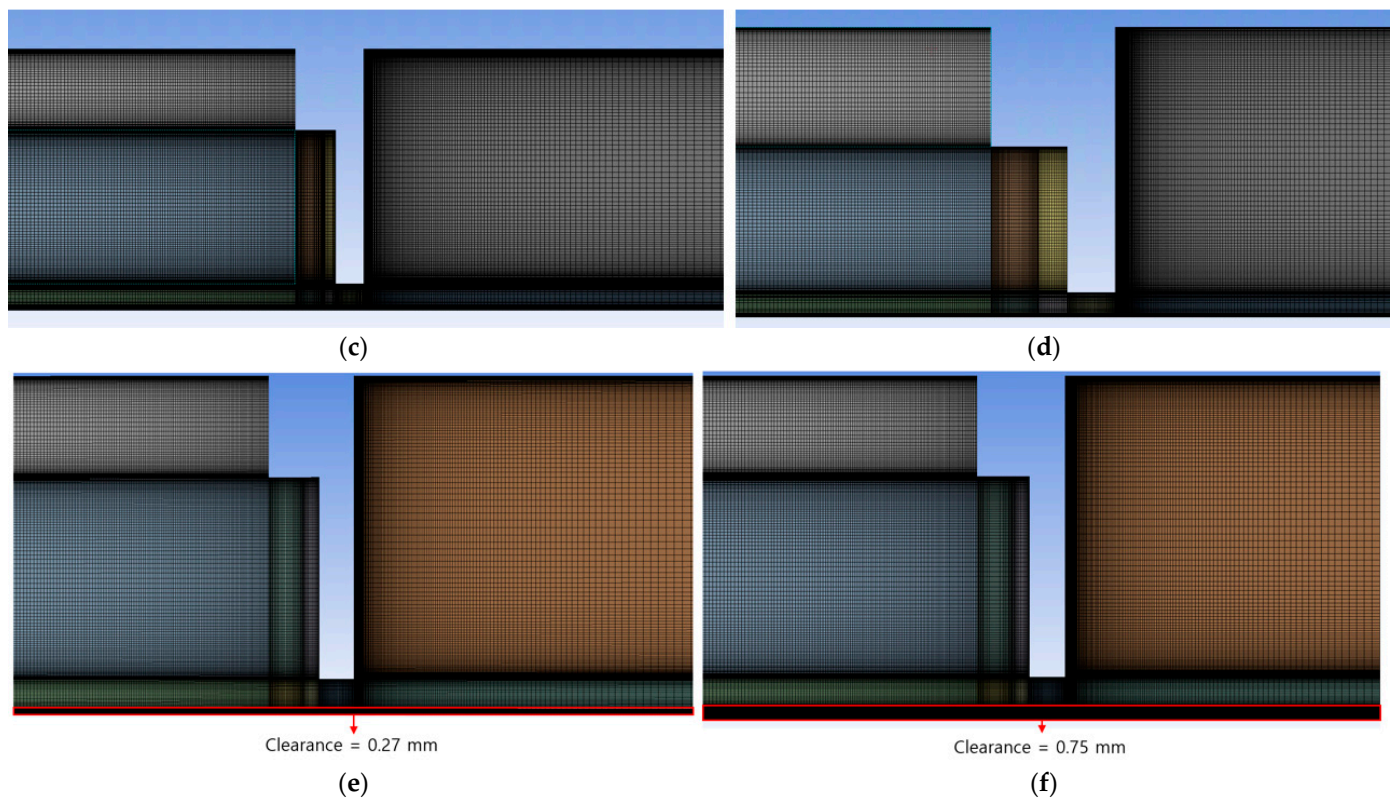 (c)
(d)
Clearance = 0.27 mm
Clearance = 0.75 mm
(e)
(f)